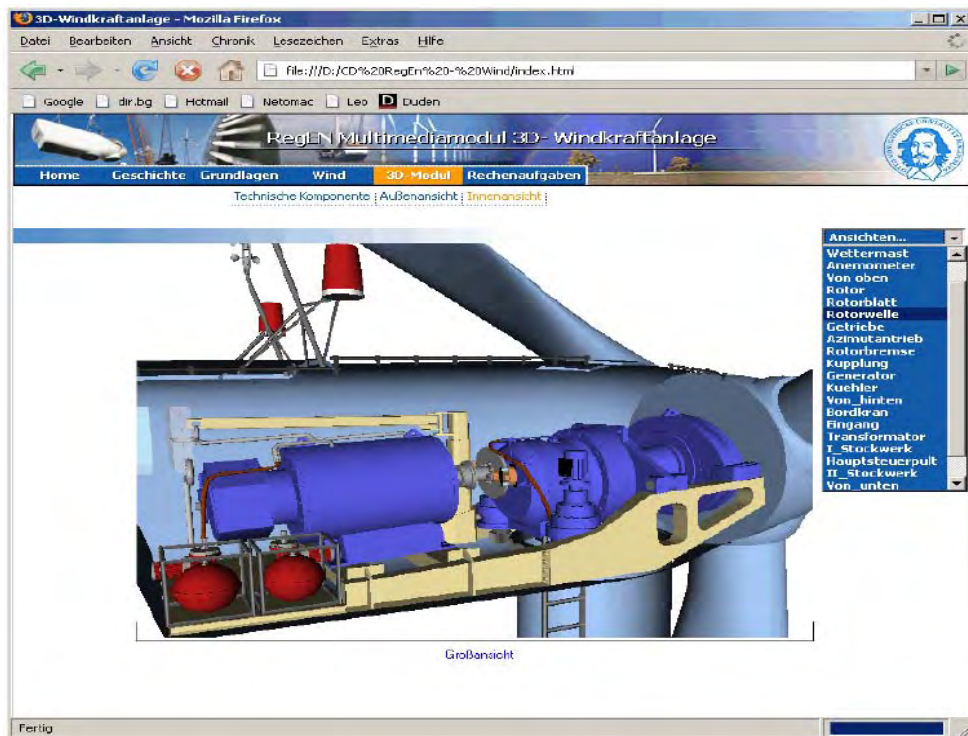 3D-Windkraftanlage - Mozilla Firefox
Datei Bearbeiten Ansicht Chronik Lesezeichen Extras Hilfe
file:///D:/CD%20RegEn%20-%20Wind/index.html
Google dir.bg Hotmail Netomac Leo D Duden
RegEN Multimediamodul 3D- Windkraftanlage
Home Geschichte Grundlagen Wind 3D-Modul Rechenaufgaben
Technische Komponente Außenansicht Innenansicht
Ansichten...
Wettermast
Anemometer
Von oben
Rotor
Rotorblatt
Rotorwelle
Getriebe
Azimutantrieb
Rotorbremse
Kupplung
Generator
Kuehler
Von_hinten
Bordkran
Eingang
Transformator
I_Stockwerk
Hauptsteuerpult
II_Stockwerk
Von_unten
Großansicht
Fertig